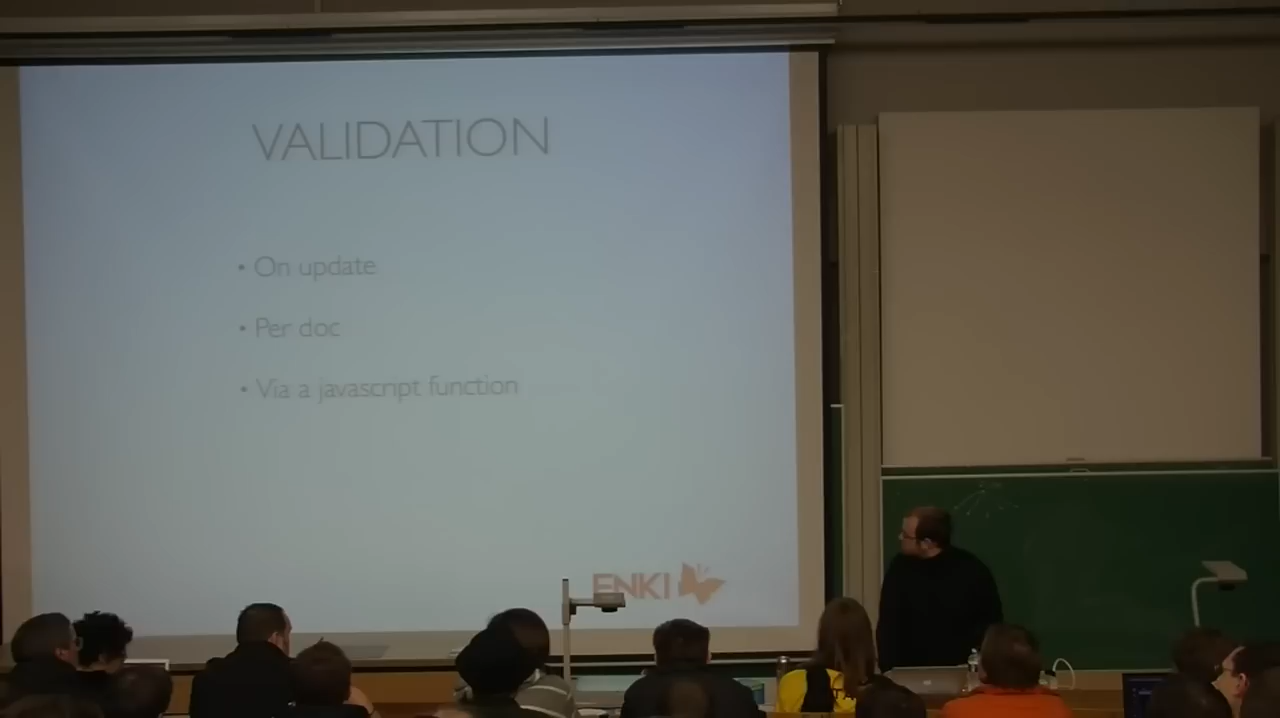 VALIDATION
• On update
• Per doc
• Via a javascript function
ENKI